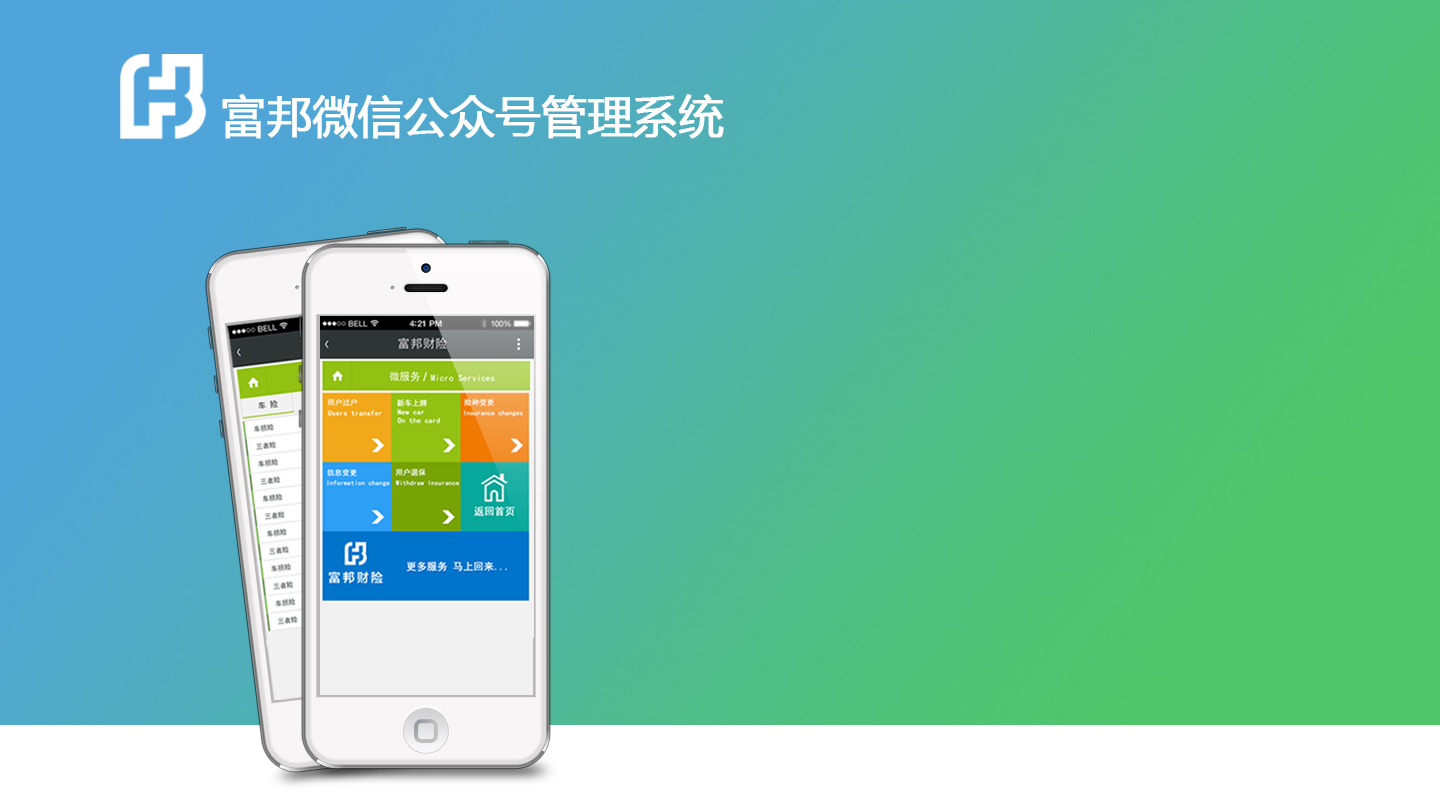 富邦微信公众号管理系统
BELL
车 险
车损险
三者险
车损险
三者险
车损险
三者险
车损险
三者险
车损险
三者险
车损险
三者险
BELL 4:21 PM 100%
富邦财险
微服务 / Micro Services
用户过户
Users transfer
新车上牌
New car
On the card
险种变更
Insurance changes
信息变更
Information change
用户退保
Withdraw insurance
返回首页
富邦财险
更多服务 马上回来...